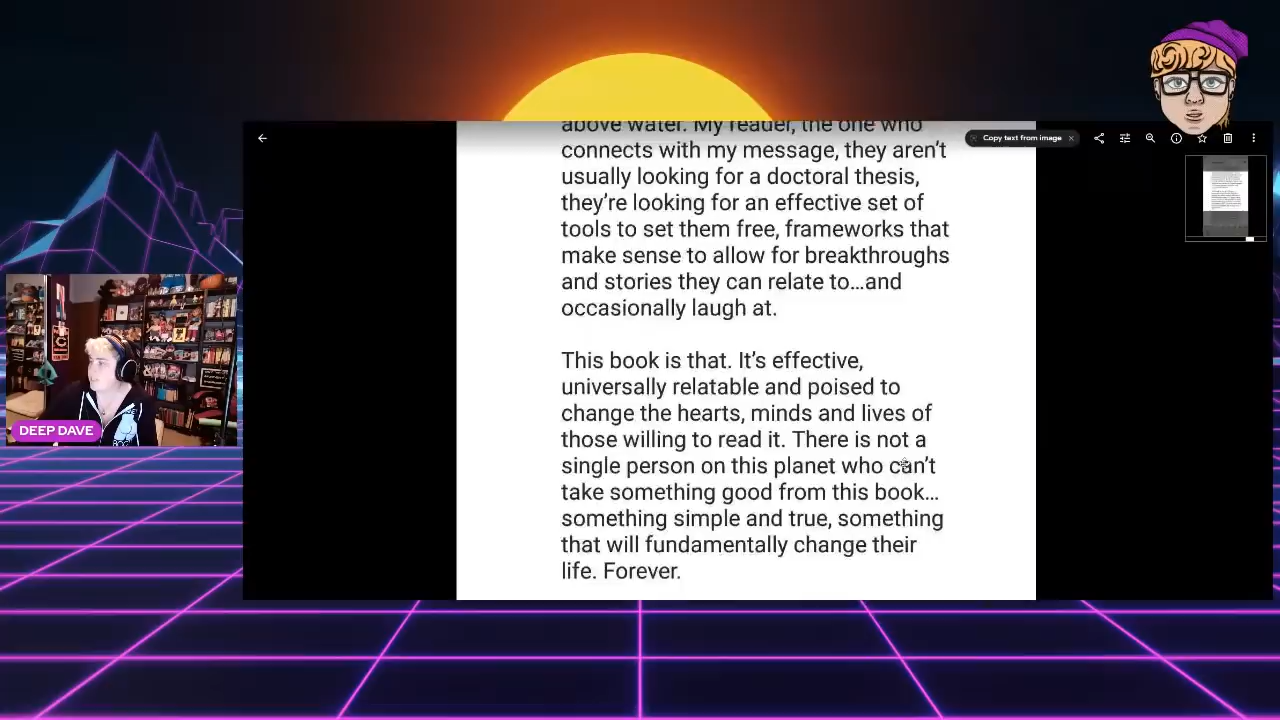 above water. My reader, the one who
Copy text from image
connects with my message, they aren't
usually looking for a doctoral thesis,
they're looking for an effective set of
tools to set them free, frameworks that
make sense to allow for breakthroughs
and stories they can relate to...and
occasionally laugh at.
This book is that. It's effective,
universally relatable and poised to
change the hearts, minds and lives of
those willing to read it. There is not a
single person on this planet who can't
take something good from this book...
something simple and true, something
that will fundamentally change their
life. Forever.
DEEP DAVE